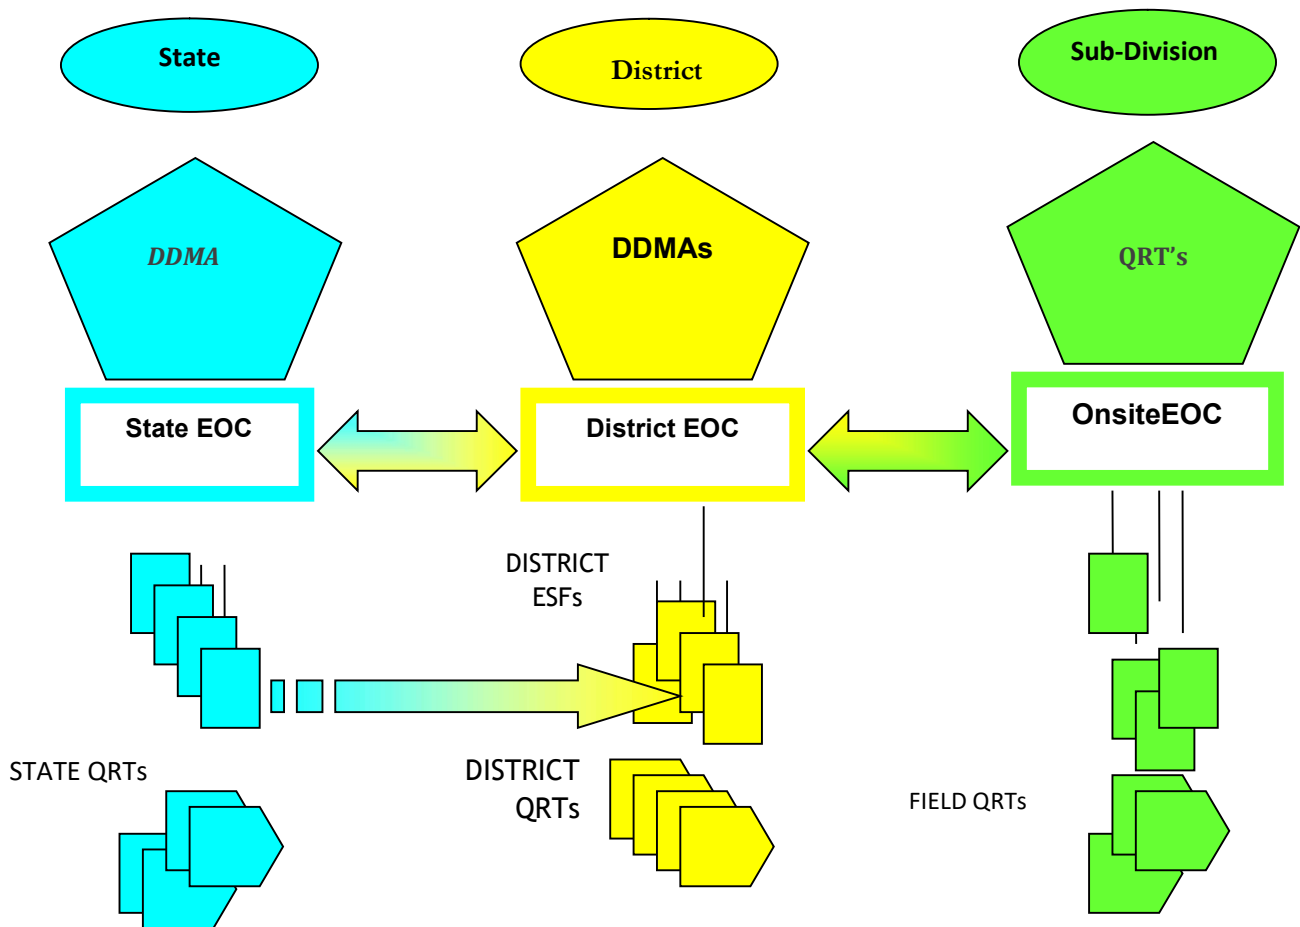 State
District
Sub-Division
DDMA
DDMAs
QRT's
State EOC
District EOC
OnsiteEOC
DISTRICT
ESFs
STATE QRTs
DISTRICT
QRTs
FIELD QRTs